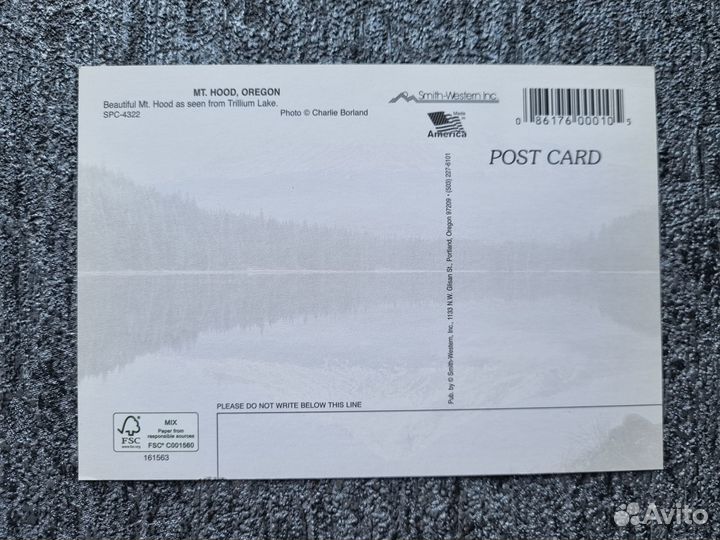 MT. HOOD, OREGON
Beautiful Mt. Hood as seen from Trillium Lake.
SPC-4322
Photo © Charlie Borland
Smith-Western Inc.
Made in
America
0 86176 00010 5
POST CARD
Pub. by © Smith-Western, Inc., 1133 N.W. Glisan St., Portland, Oregon 97209 • (503) 227-6101
PLEASE DO NOT WRITE BELOW THIS LINE
FSC
www.fsc.org
MIX
Paper from
responsible sources
FSC® C001560
161563
Avito